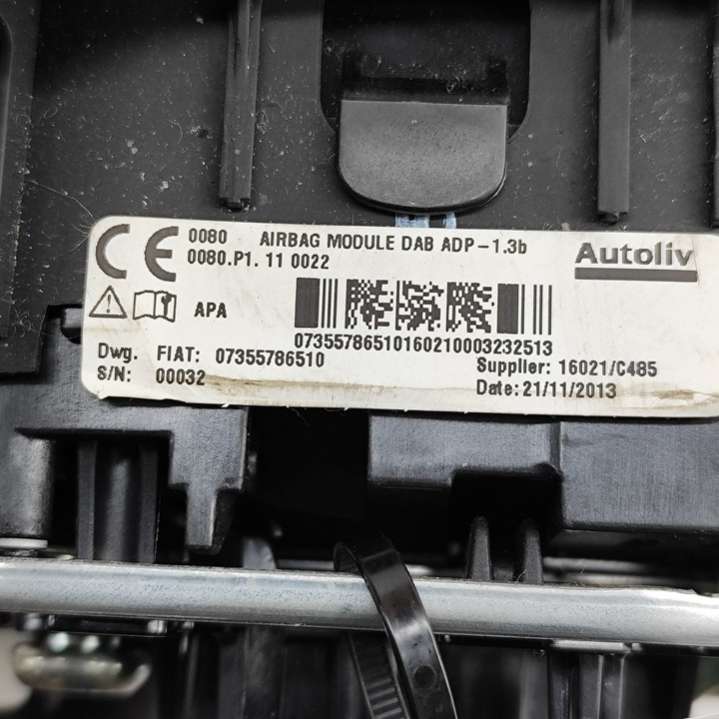 CE 0080 AIRBAG MODULE DAB ADP-1.3b
0080.P1. 11 0022
Autoliv
APA
07355786510160210003232513
Dwg. FIAT: 07355786510
S/N: 00032
Supplier: 16021/C485
Date: 21/11/2013